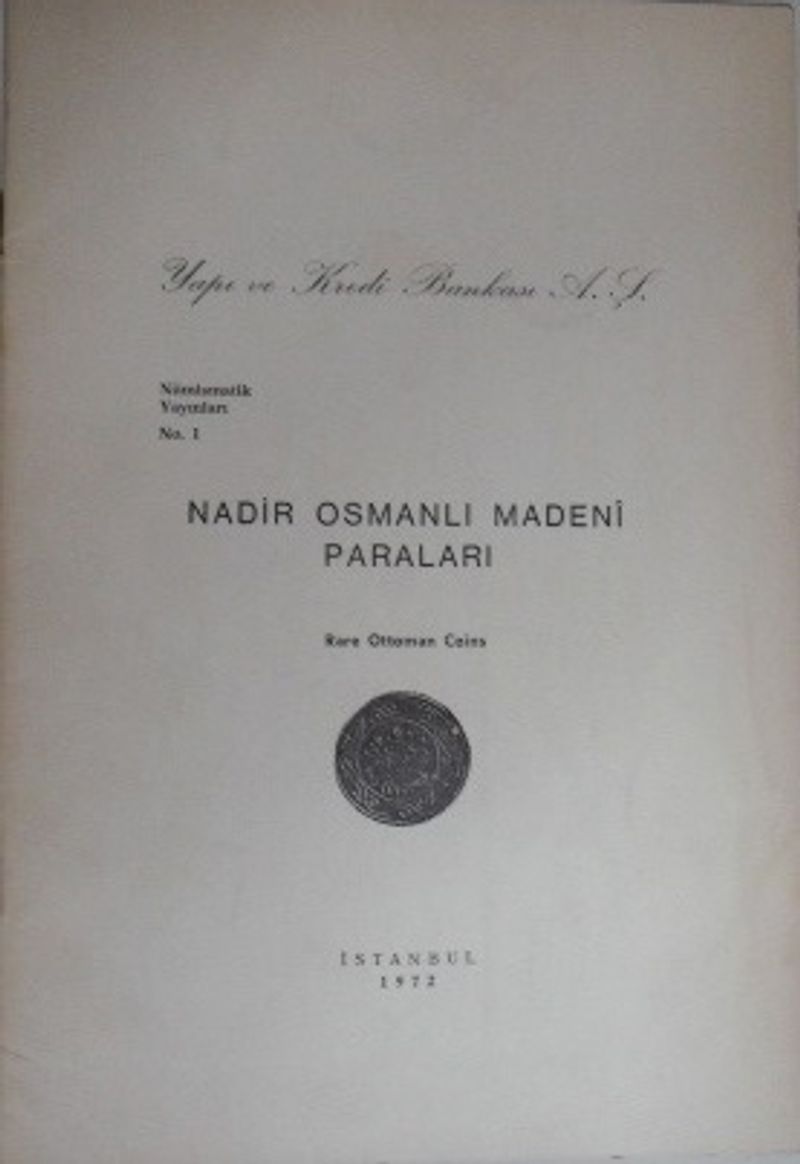 Yapı ve Kredi Bankası A. Ş.
Nümismatik
Yayınları
No. 1
NADİR OSMANLI MADENÎ
PARALARI
Rare Ottoman Coins
İSTANBUL
1972